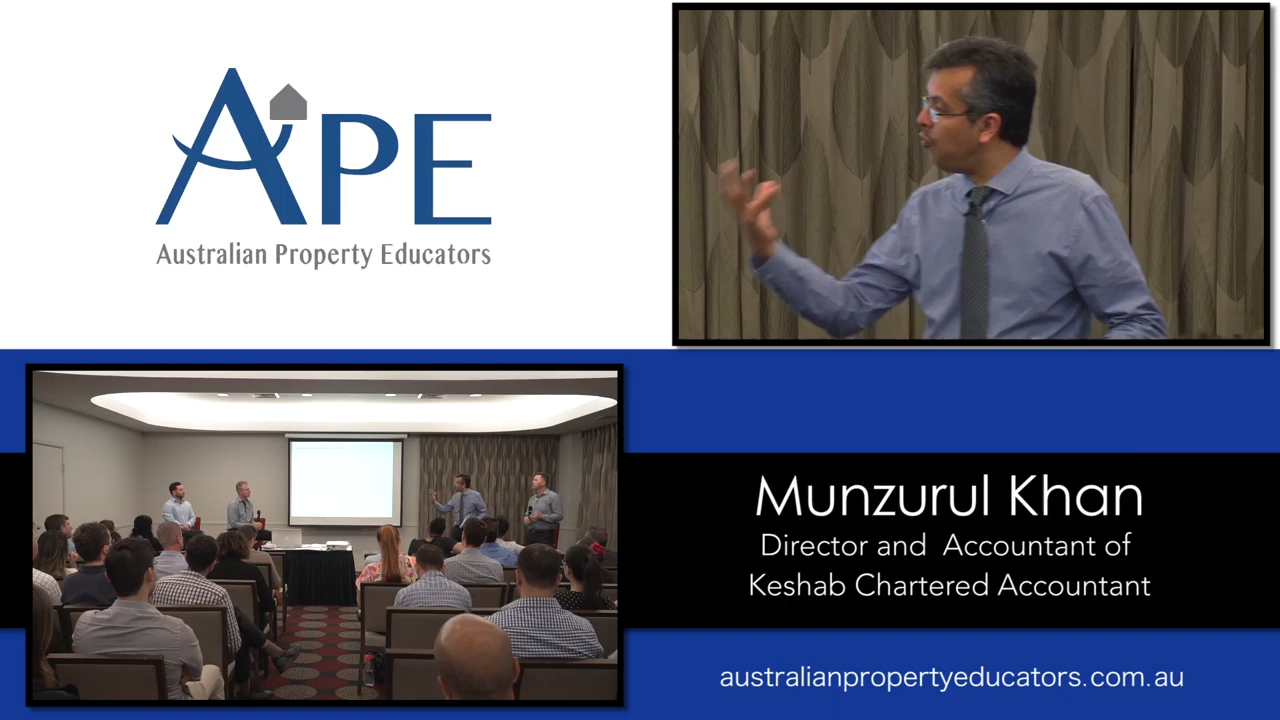 APE
Australian Property Educators
Munzurul Khan
Director and Accountant of
Keshab Chartered Accountant
australianpropertyeducators.com.au